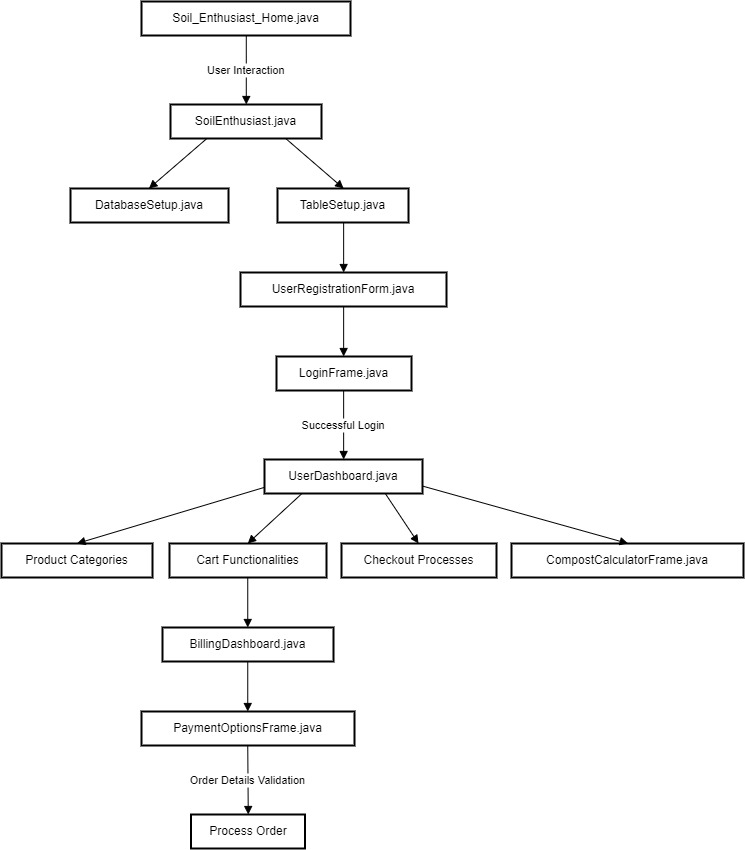 Soil_Enthusiast_Home.java
User Interaction
SoilEnthusiast.java
DatabaseSetup.java
TableSetup.java
UserRegistrationForm.java
LoginFrame.java
Successful Login
UserDashboard.java
Product Categories
Cart Functionalities
Checkout Processes
CompostCalculatorFrame.java
BillingDashboard.java
PaymentOptionsFrame.java
Order Details Validation
Process Order